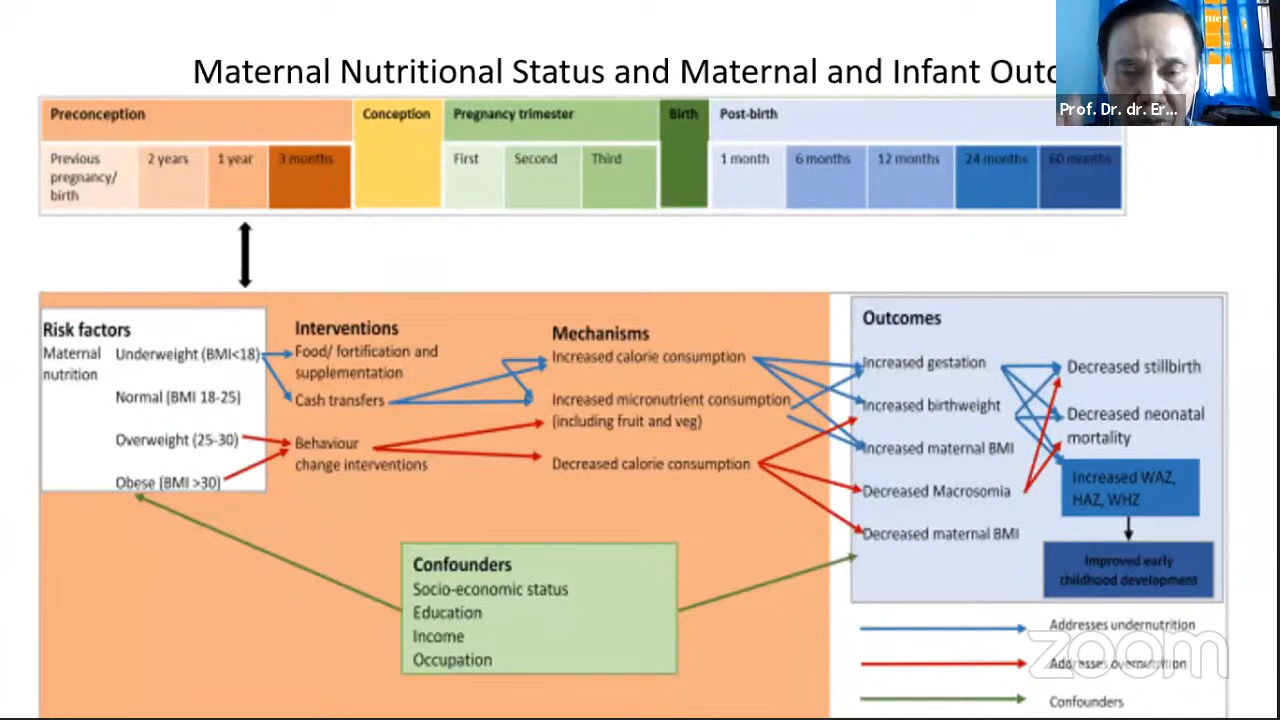 Maternal Nutritional Status and Maternal and Infant
Prof. Dr. dr. Er...
Preconception
Conception
Pregnancy trimester
Birth
Post-birth
Previous
pregnancy/
birth
2 years
1 year
3 months
First
Second
Third
1 month
6 months
12 months
24 months
60 months
Risk factors
Maternal
nutrition
Underweight (BMI<18)
Normal (BMI 18-25)
Overweight (25-30)
Obese (BMI >30)
Interventions
Food/ fortification and
supplementation
Cash transfers
Behaviour
change interventions
Mechanisms
Increased calorie consumption
Increased micronutrient consumption
(including fruit and veg)
Decreased calorie consumption
Outcomes
Increased gestation
Increased birthweight
Increased maternal BMI
Decreased Macrosomia
Decreased maternal BMI
Decreased stillbirth
Decreased neonatal
mortality
Increased WAZ,
HAZ, WHZ
Improved early
childhood development
Confounders
Socio-economic status
Education
Income
Occupation
Addresses undernutrition
Addresses overnutrition
Confounders
zoom